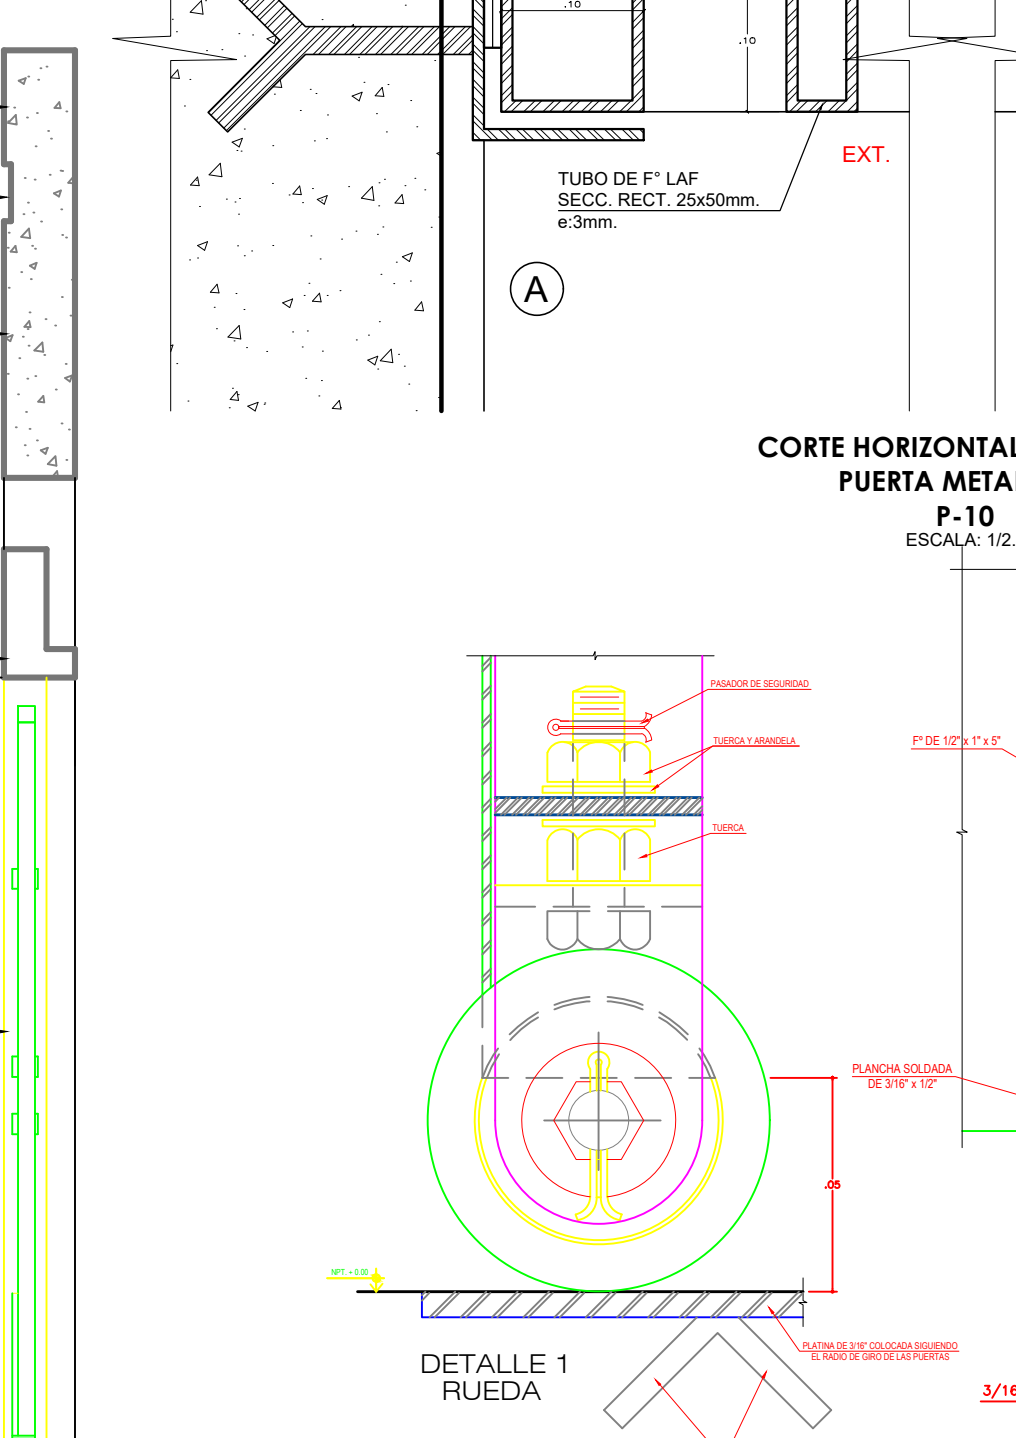 .10
.10
EXT.
TUBO DE F° LAF
SECC. RECT. 25x50mm.
e:3mm.
A
CORTE HORIZONTAL
PUERTA META
P-10
ESCALA: 1/2.
PASADOR DE SEGURIDAD
TUERCA Y ARANDELA
F° DE 1/2" x 1" x 5"
TUERCA
PLANCHA SOLDADA
DE 3/16" x 1/2"
.05
NPT. + 0.00
PLATINA DE 3/16" COLOCADA SIGUIENDO
EL RADIO DE GIRO DE LAS PUERTAS
DETALLE 1
RUEDA
3/16